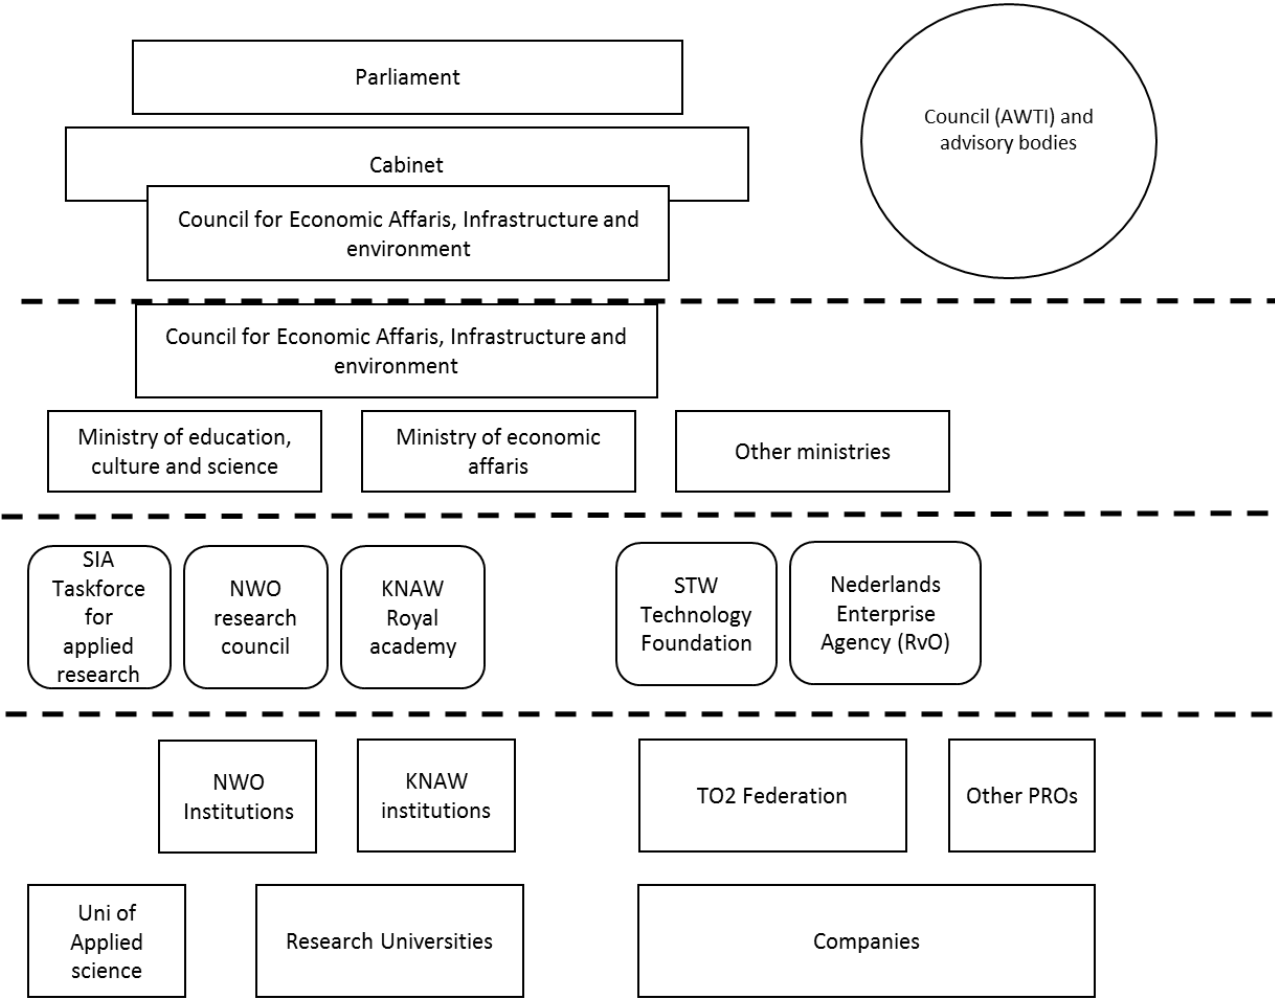 Parliament
Council (AWTI) and
advisory bodies
Cabinet
Council for Economic Affaris, Infrastructure and
environment
Council for Economic Affaris, Infrastructure and
environment
Ministry of education,
culture and science
Ministry of economic
affaris
Other ministries
SIA
Taskforce
for
applied
research
NWO
research
council
KNAW
Royal
academy
STW
Technology
Foundation
Nederlands
Enterprise
Agency (RvO)
NWO
Institutions
KNAW
institutions
TO2 Federation
Other PROs
Uni of
Applied
science
Research Universities
Companies